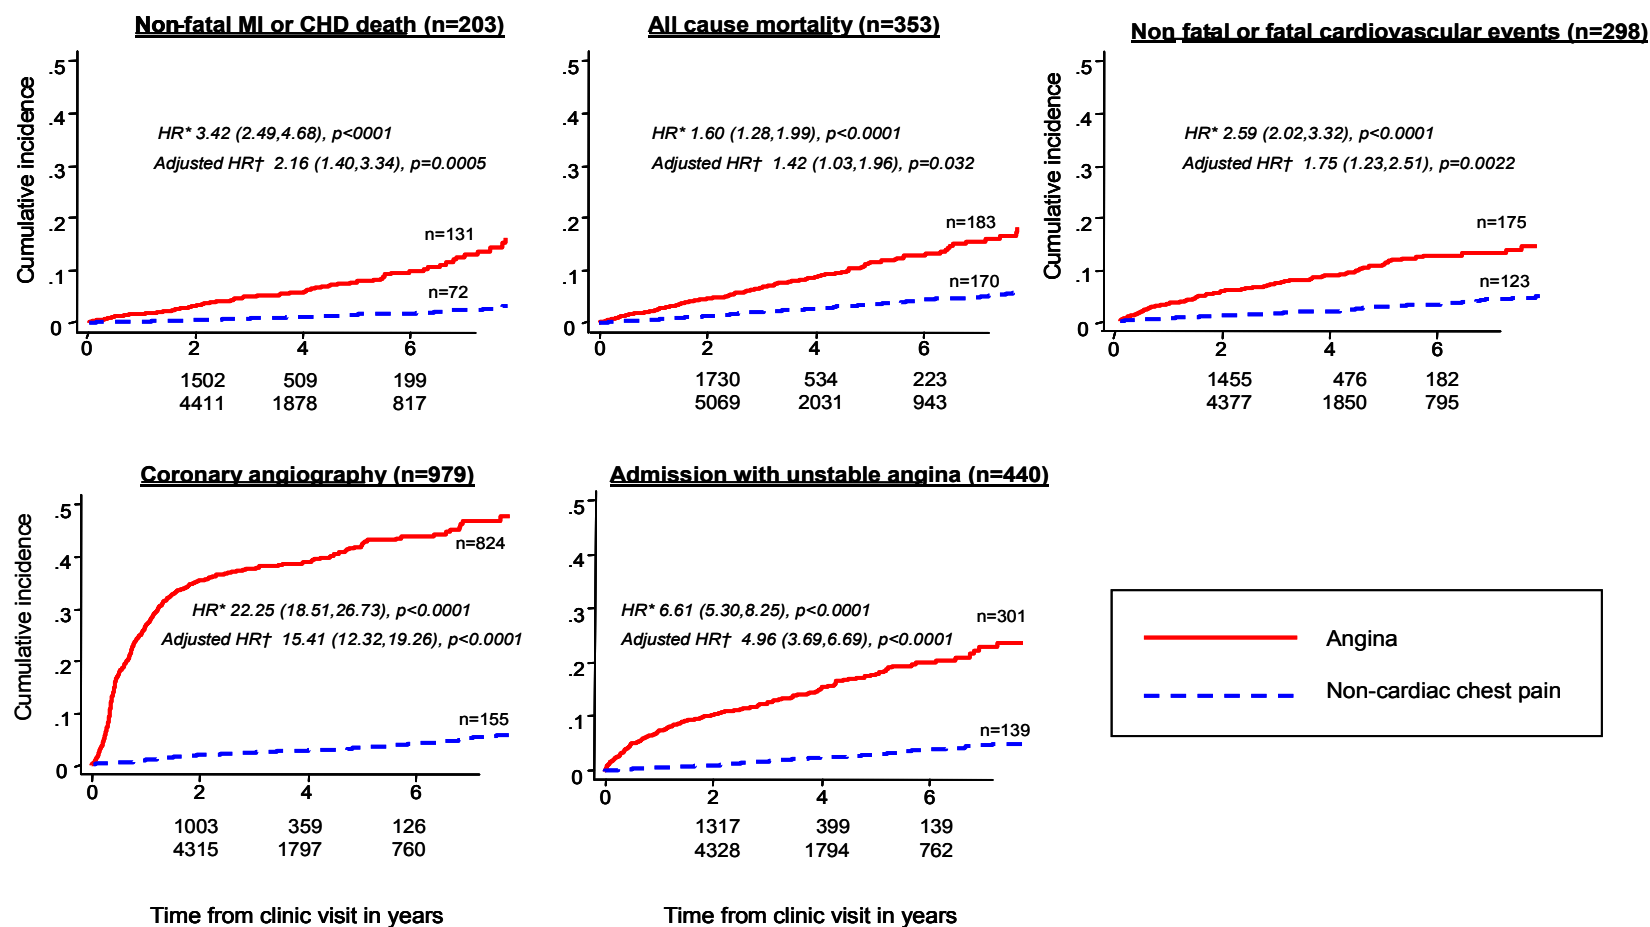 Non-fatal MI or CHD death (n=203)
.5
.4
.3
.2
.1
0
Cumulative incidence
HR* 3.42 (2.49,4.68), p<0001
Adjusted HR† 2.16 (1.40,3.34), p=0.0005
n=131
n=72
0 2 4 6
1502 509 199
4411 1878 817
All cause mortality (n=353)
.5
.4
.3
.2
.1
0
HR* 1.60 (1.28,1.99), p<0.0001
Adjusted HR† 1.42 (1.03,1.96), p=0.032
n=183
n=170
0 2 4 6
1730 534 223
5069 2031 943
Non fatal or fatal cardiovascular events (n=298)
.5
.4
.3
.2
.1
0
Cumulative incidence
HR* 2.59 (2.02,3.32), p<0.0001
Adjusted HR† 1.75 (1.23,2.51), p=0.0022
n=175
n=123
0 2 4 6
1455 476 182
4377 1850 795
Coronary angiography (n=979)
.5
.4
.3
.2
.1
0
Cumulative incidence
n=824
HR* 22.25 (18.51,26.73), p<0.0001
Adjusted HR† 15.41 (12.32,19.26), p<0.0001
n=155
0 2 4 6
1003 359 126
4315 1797 760
Time from clinic visit in years
Admission with unstable angina (n=440)
.5
.4
.3
.2
.1
0
HR* 6.61 (5.30,8.25), p<0.0001
n=301
Adjusted HR† 4.96 (3.69,6.69), p<0.0001
n=139
0 2 4 6
1317 399 139
4328 1794 762
Time from clinic visit in years
Angina
Non-cardiac chest pain